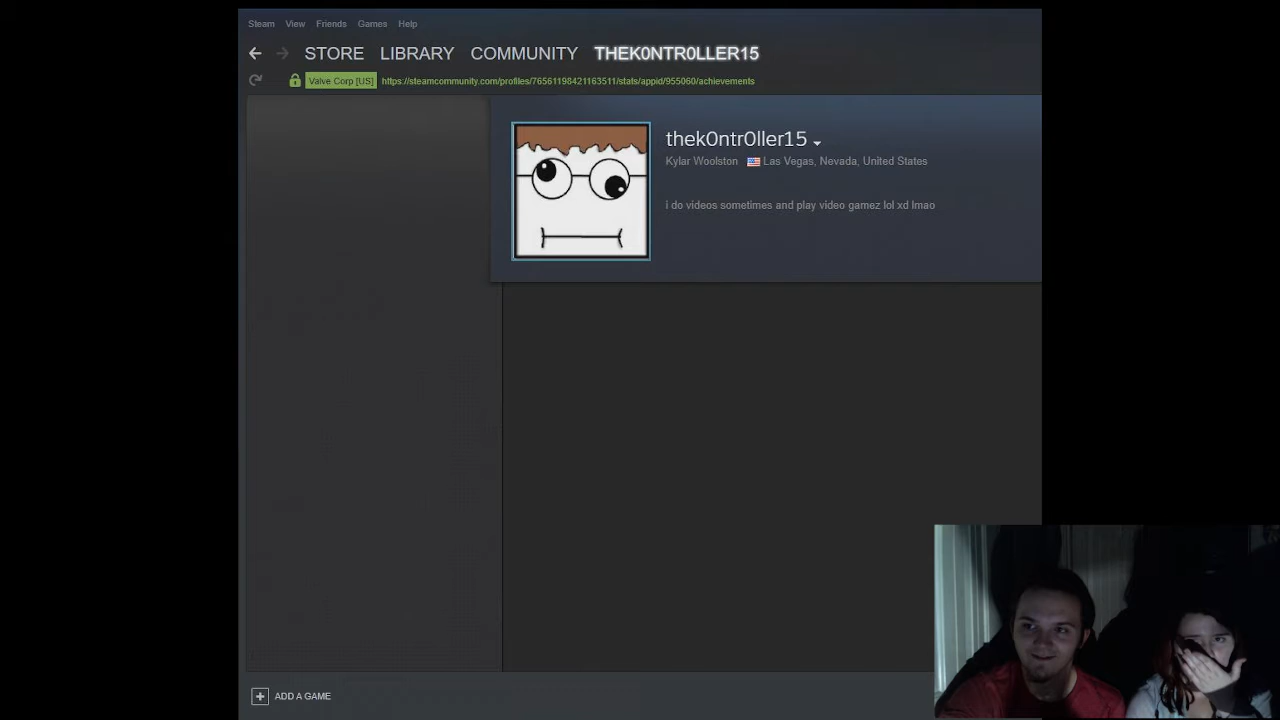 Steam View Friends Games Help
STORE LIBRARY COMMUNITY THEK0NTR0LLER15
Valve Corp [US] https://steamcommunity.com/profiles/76561198421163511/stats/appid/955060/achievements
thek0ntr0ller15
Kylar Woolston Las Vegas, Nevada, United States
i do videos sometimes and play video gamez lol xd lmao
+ ADD A GAME